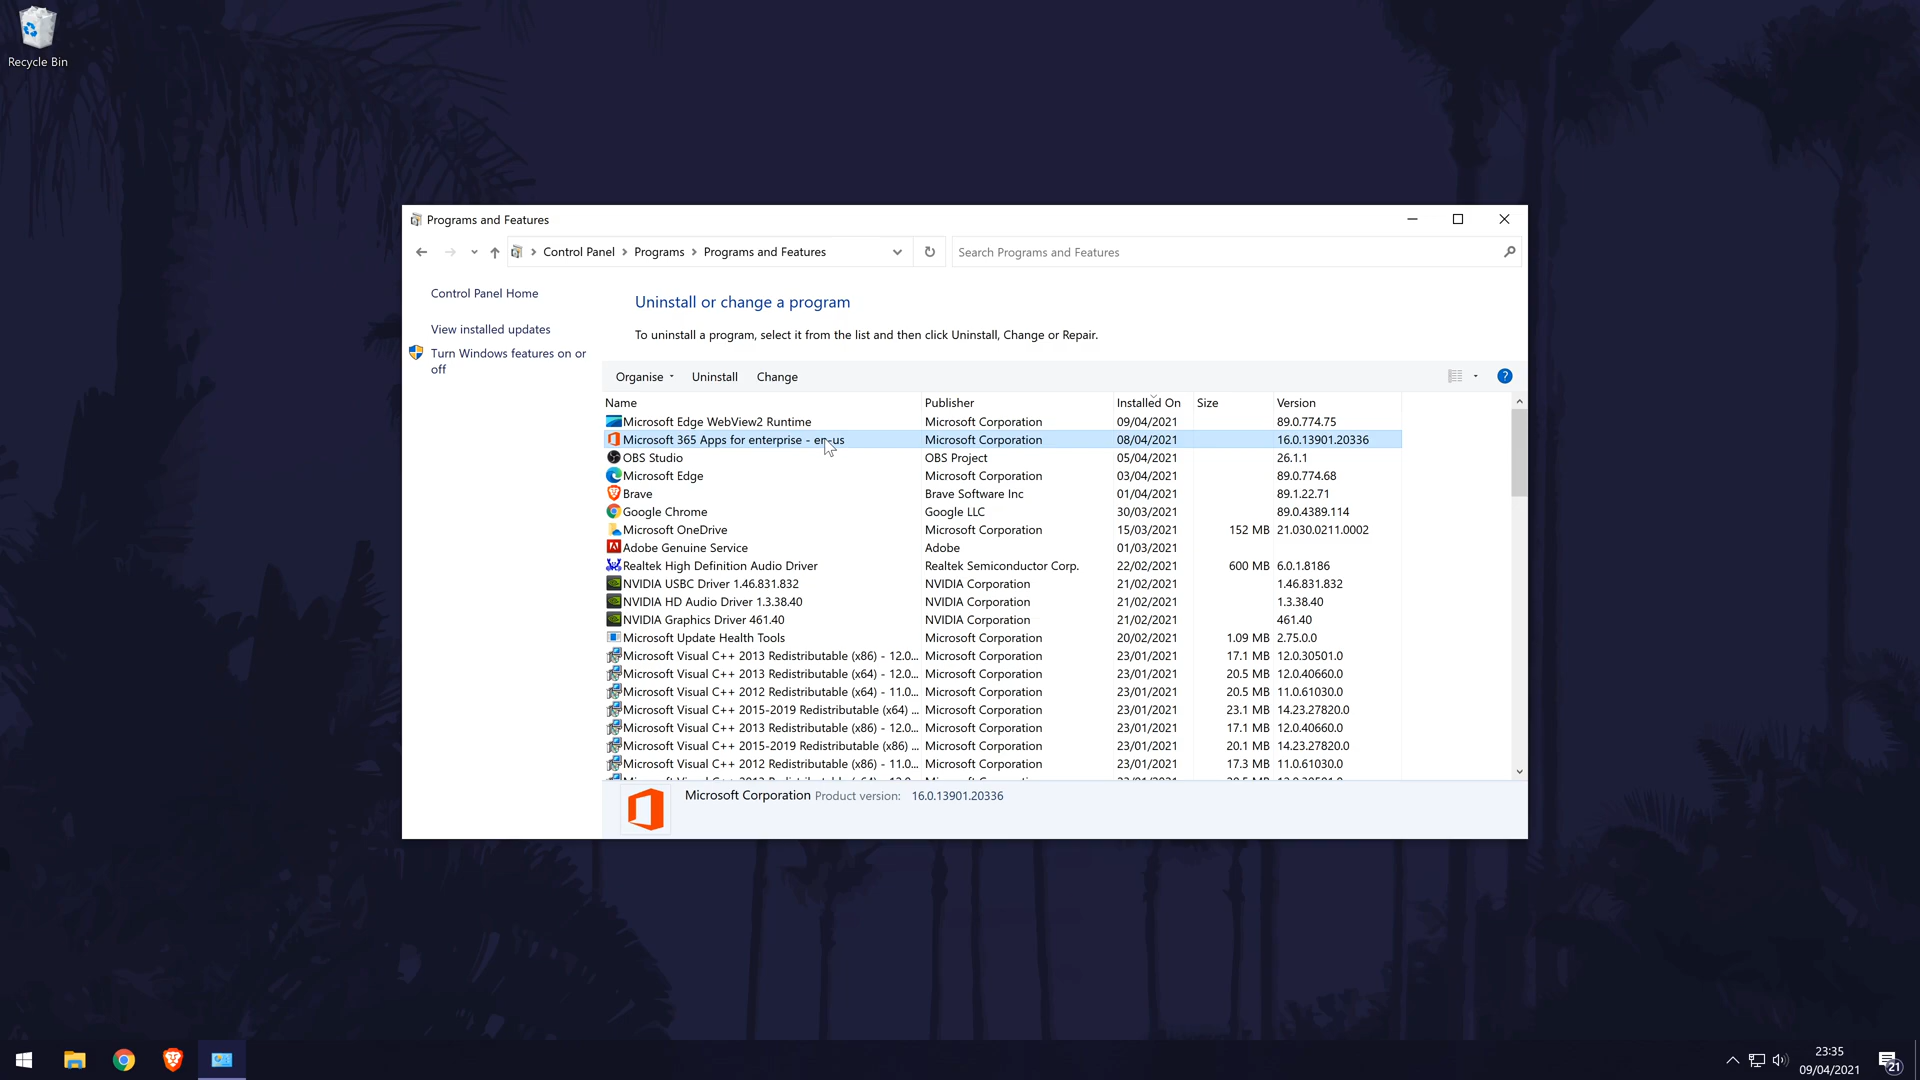 Recycle Bin
Programs and Features
Control Panel Programs Programs and Features
Search Programs and Features
Control Panel Home
View installed updates
Turn Windows features on or
off
Uninstall or change a program
To uninstall a program, select it from the list and then click Uninstall, Change or Repair.
Organise Uninstall Change
Name Publisher Installed On Size Version
Microsoft Edge WebView2 Runtime Microsoft Corporation 09/04/2021 89.0.774.75
Microsoft 365 Apps for enterprise - en-us Microsoft Corporation 08/04/2021 16.0.13901.20336
OBS Studio OBS Project 05/04/2021 26.1.1
Microsoft Edge Microsoft Corporation 03/04/2021 89.0.774.68
Brave Brave Software Inc 01/04/2021 89.1.22.71
Google Chrome Google LLC 30/03/2021 89.0.4389.114
Microsoft OneDrive Microsoft Corporation 15/03/2021 152 MB 21.030.0211.0002
Adobe Genuine Service Adobe 01/03/2021
Realtek High Definition Audio Driver Realtek Semiconductor Corp. 22/02/2021 600 MB 6.0.1.8186
NVIDIA USBC Driver 1.46.831.832 NVIDIA Corporation 21/02/2021 1.46.831.832
NVIDIA HD Audio Driver 1.3.38.40 NVIDIA Corporation 21/02/2021 1.3.38.40
NVIDIA Graphics Driver 461.40 NVIDIA Corporation 21/02/2021 461.40
Microsoft Update Health Tools Microsoft Corporation 20/02/2021 1.09 MB 2.75.0.0
Microsoft Visual C++ 2013 Redistributable (x86) - 12.0... Microsoft Corporation 23/01/2021 17.1 MB 12.0.30501.0
Microsoft Visual C++ 2013 Redistributable (x64) - 12.0... Microsoft Corporation 23/01/2021 20.5 MB 12.0.40660.0
Microsoft Visual C++ 2012 Redistributable (x64) - 11.0... Microsoft Corporation 23/01/2021 20.5 MB 11.0.61030.0
Microsoft Visual C++ 2015-2019 Redistributable (x64) ... Microsoft Corporation 23/01/2021 23.1 MB 14.23.27820.0
Microsoft Visual C++ 2013 Redistributable (x86) - 12.0... Microsoft Corporation 23/01/2021 17.1 MB 12.0.40660.0
Microsoft Visual C++ 2015-2019 Redistributable (x86) ... Microsoft Corporation 23/01/2021 20.1 MB 14.23.27820.0
Microsoft Visual C++ 2012 Redistributable (x86) - 11.0... Microsoft Corporation 23/01/2021 17.3 MB 11.0.61030.0
Microsoft Corporation Product version: 16.0.13901.20336
23:35
09/04/2021
21